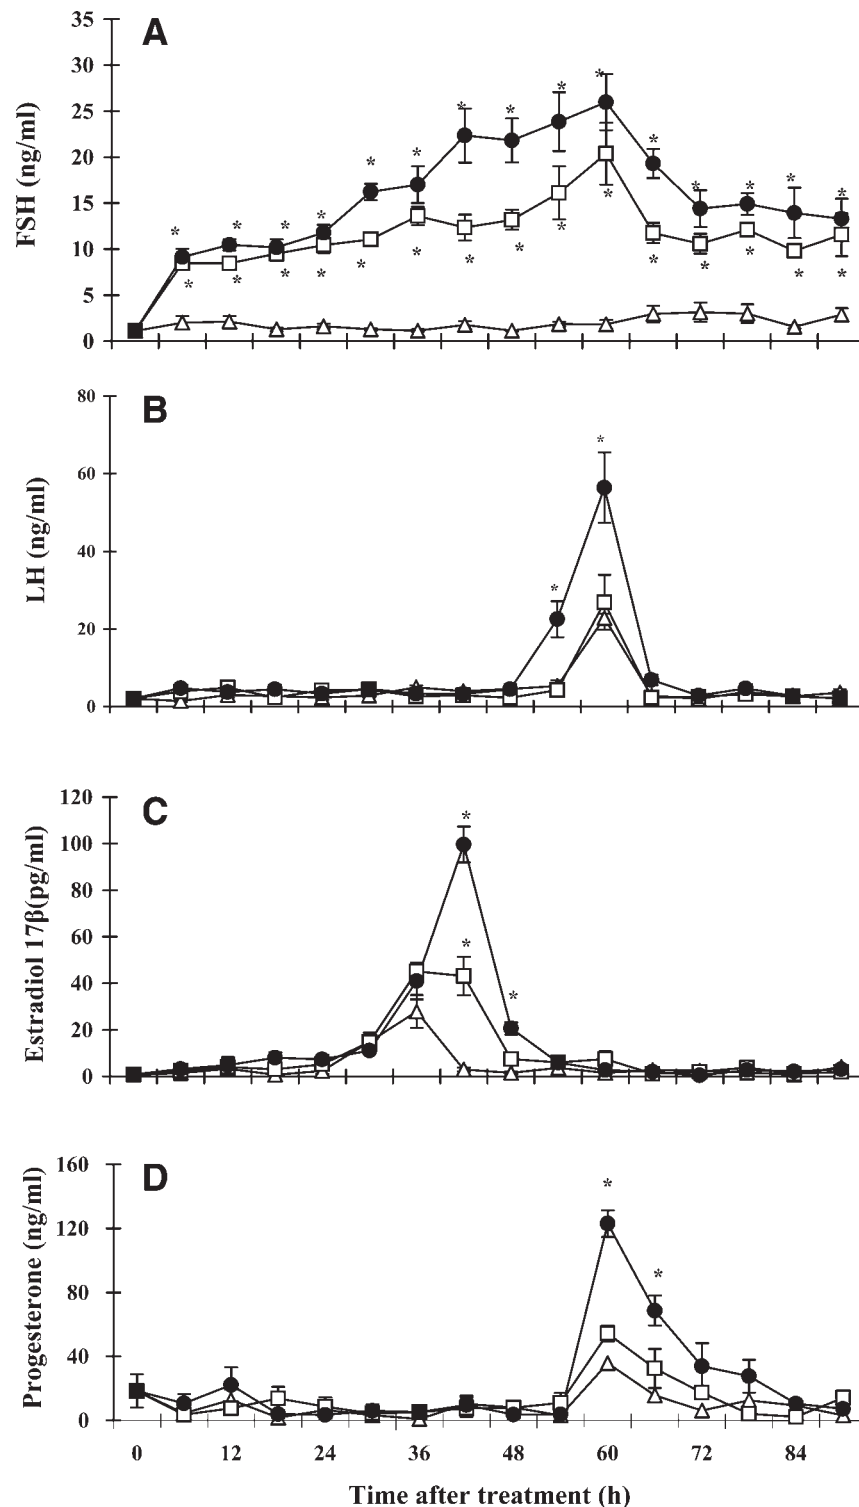 A
35
30
25
20
15
10
5
0
FSH (ng/ml)
* * * * * * * * * * * * * * *
* * * * * * * * * * * * * * *
B
80
60
40
20
0
LH (ng/ml)
*
*
C
120
100
80
60
40
20
0
Estradiol 17β(pg/ml)
*
*
*
D
160
120
80
40
0
Progesterone (ng/ml)
*
*
0 12 24 36 48 60 72 84
Time after treatment (h)